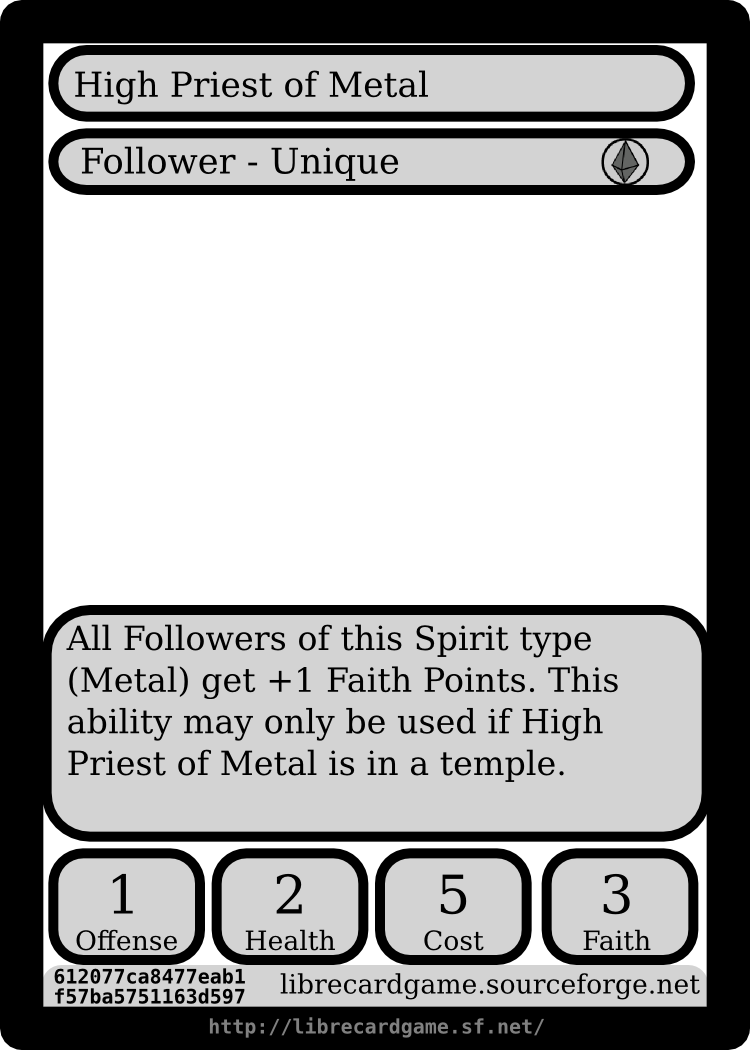 High Priest of Metal
Follower - Unique
All Followers of this Spirit type
(Metal) get +1 Faith Points. This
ability may only be used if High
Priest of Metal is in a temple.
1
Offense
2
Health
5
Cost
3
Faith
612077ca8477eab1
f57ba5751163d597
librecardgame.sourceforge.net
http://librecardgame.sf.net/